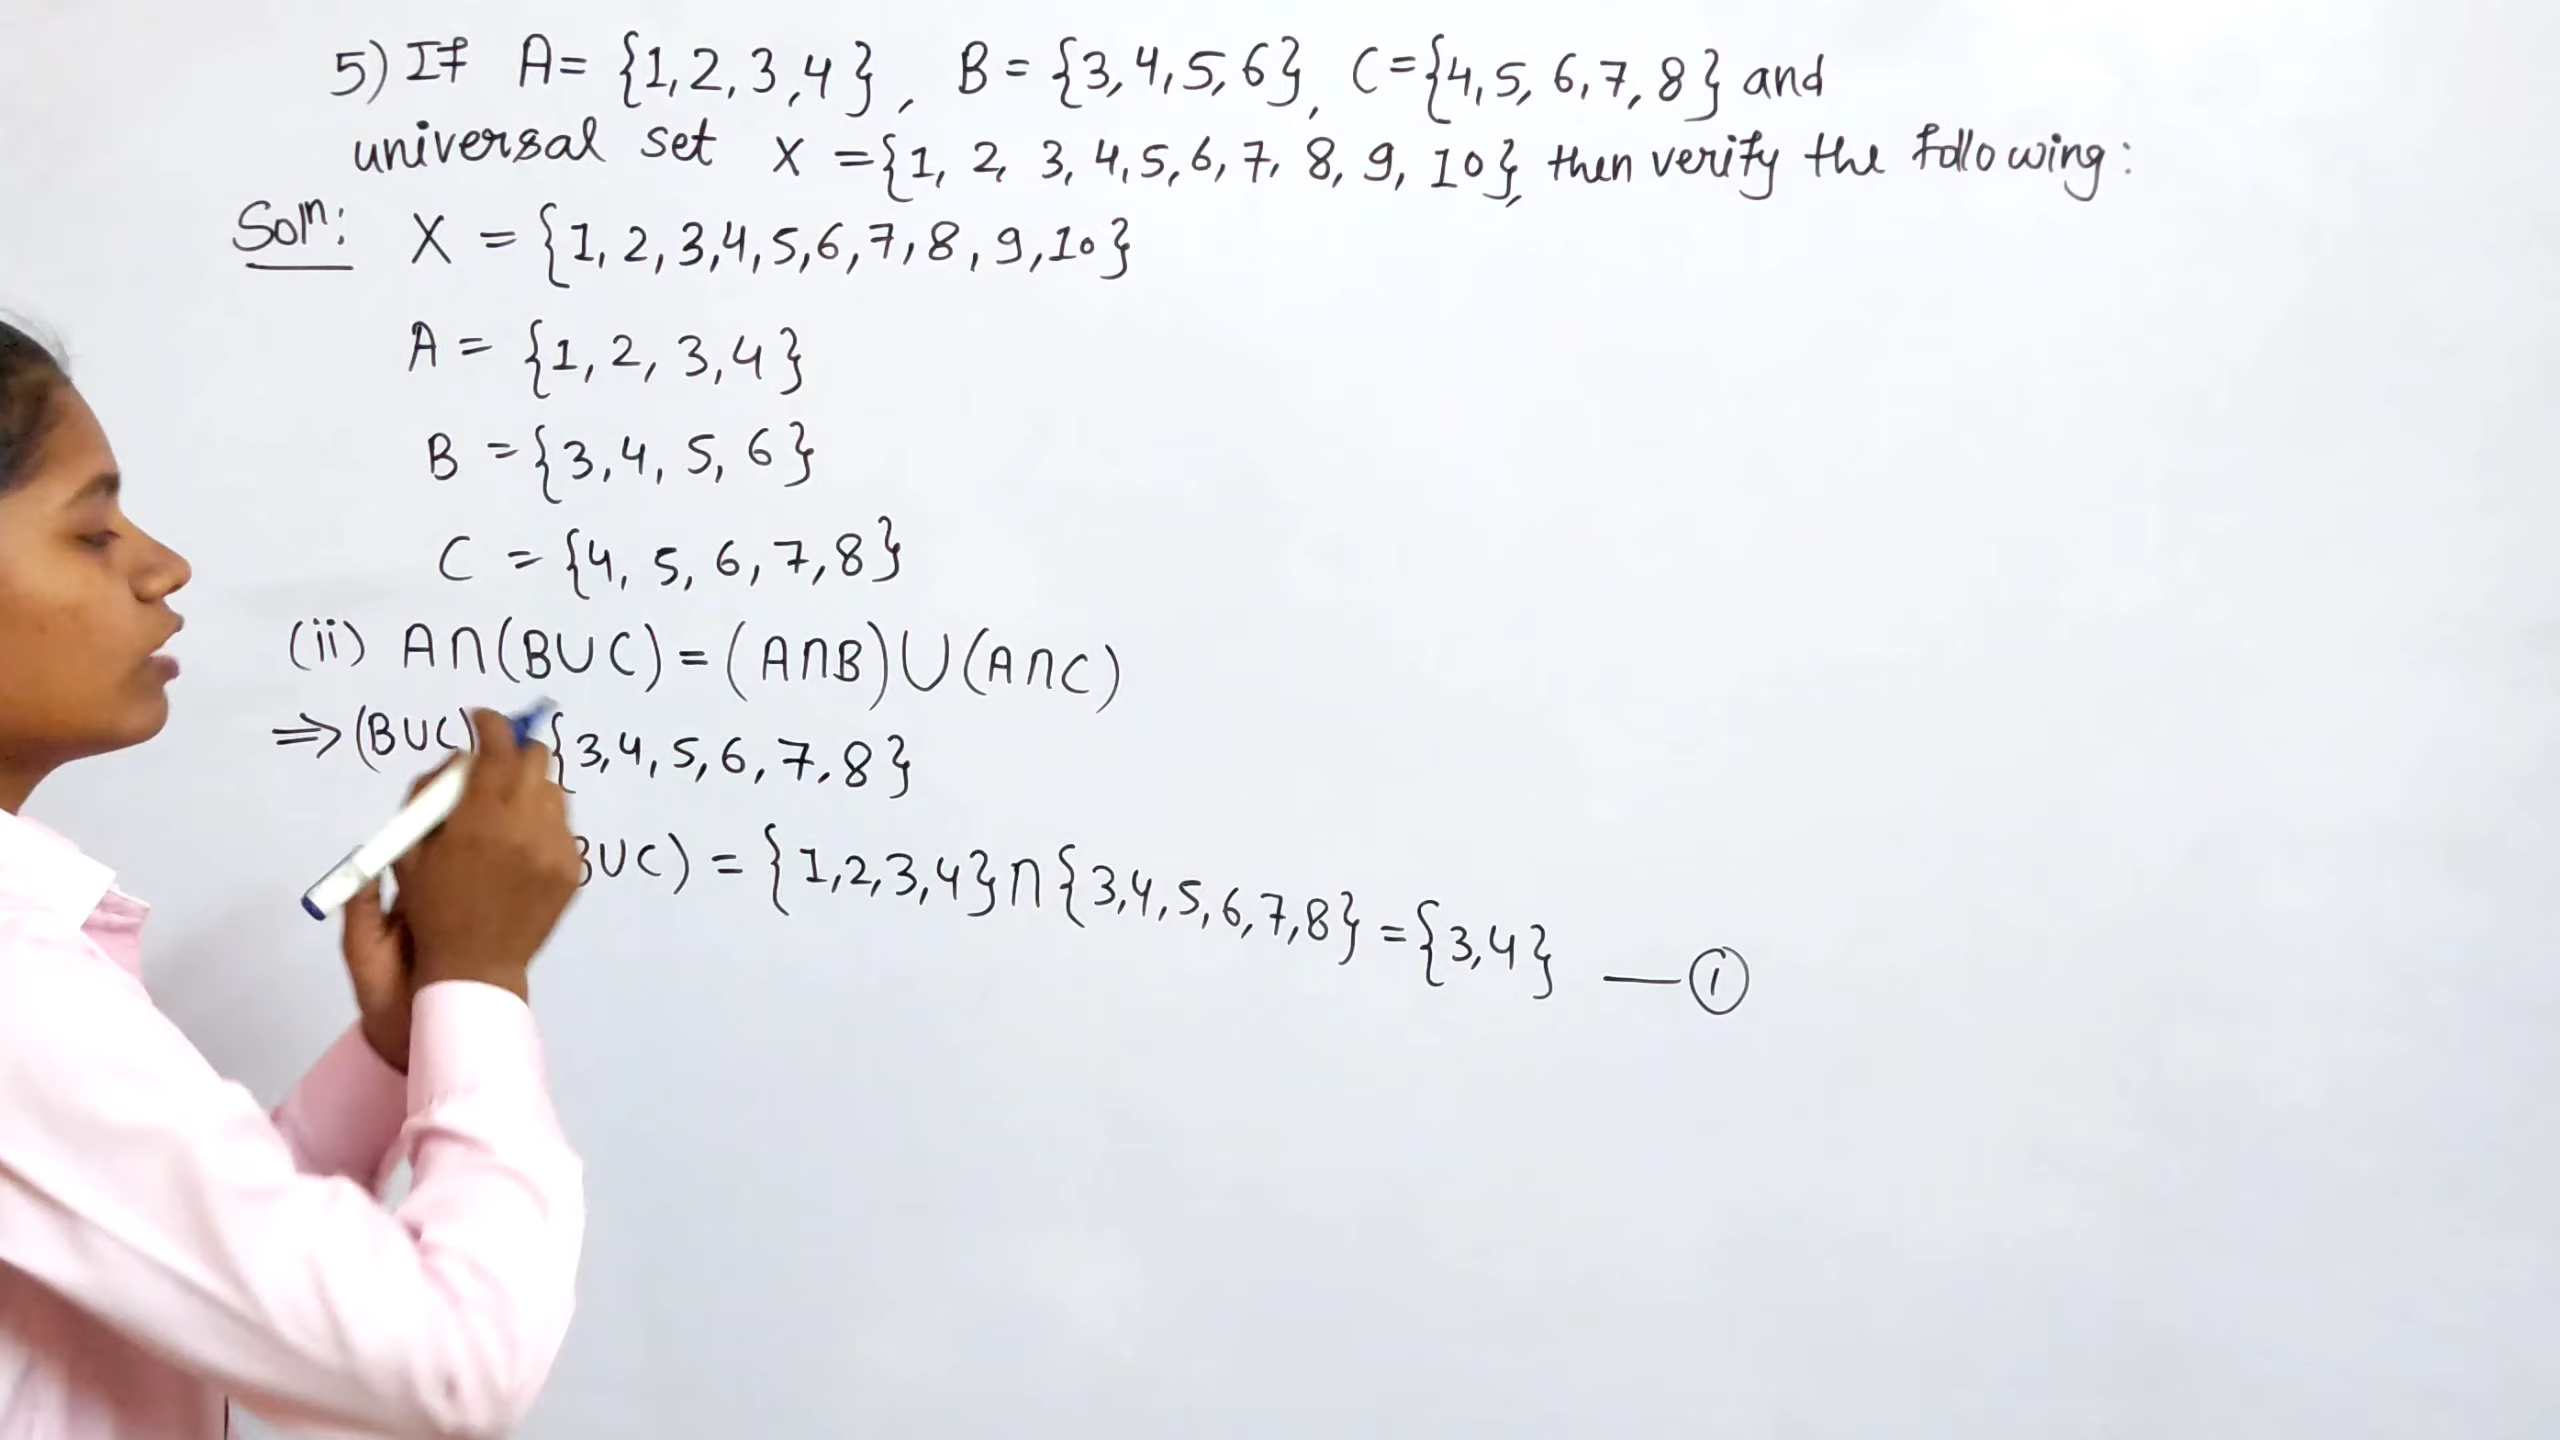 5) If A= {1,2,3,4}, B = {3,4,5,6}, C={4,5,6,7,8} and
universal set X ={1, 2, 3, 4,5,6,7, 8, 9, 10}, then verify the following:
Soln: X = {1,2,3,4,5,6,7,8,9,10}
A = {1, 2, 3,4}
B = {3,4, 5, 6}
C = {4, 5, 6, 7,8}
(ii) A∩(B∪C) = (A∩B)∪(A∩C)
⇒ (B∪C) {3,4,5,6,7,8}
B∪C) = {1,2,3,4}∩{3,4,5,6,7,8} = {3,4} — ①